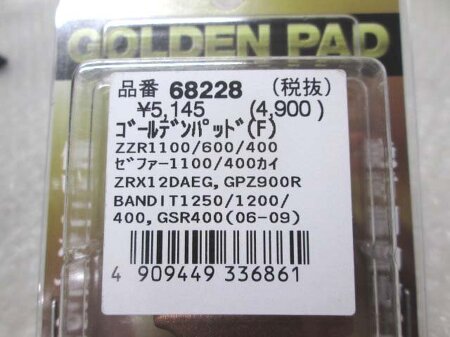 GOLDEN PAD
品番 68228 (税抜)
¥5,145 (4,900)
ｺﾞｰﾙﾃﾞﾝﾊﾟｯﾄﾞ(F)
ZZR1100/600/400
ｾﾞﾌｧｰ1100/400ｶｲ
ZRX12DAEG,GPZ900R
BANDIT1250/1200/
400,GSR400(06-09)
4 909449 336861